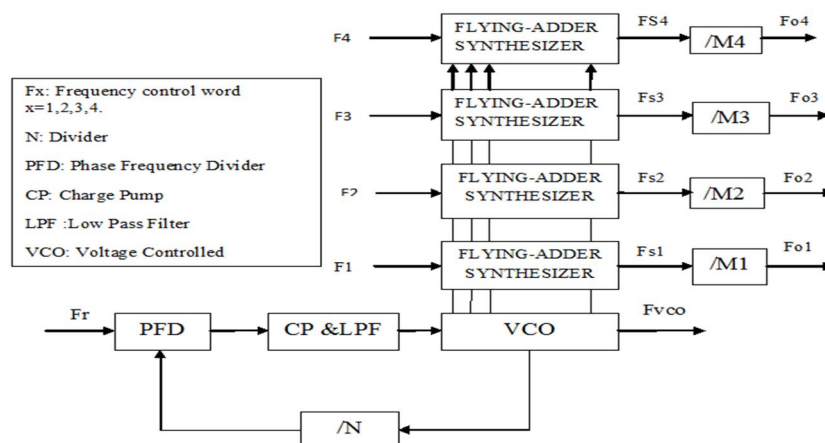 F4
FLYING-ADDER
SYNTHESIZER
FS4
/M4
Fo4
Fx: Frequency control word
x=1,2,3,4.
N: Divider
PFD: Phase Frequency Divider
CP: Charge Pump
LPF :Low Pass Filter
VCO: Voltage Controlled
F3
FLYING-ADDER
SYNTHESIZER
Fs3
/M3
Fo3
F2
FLYING-ADDER
SYNTHESIZER
Fs2
/M2
Fo2
F1
FLYING-ADDER
SYNTHESIZER
Fs1
/M1
Fo1
Fr
PFD
CP &LPF
VCO
Fvco
/N